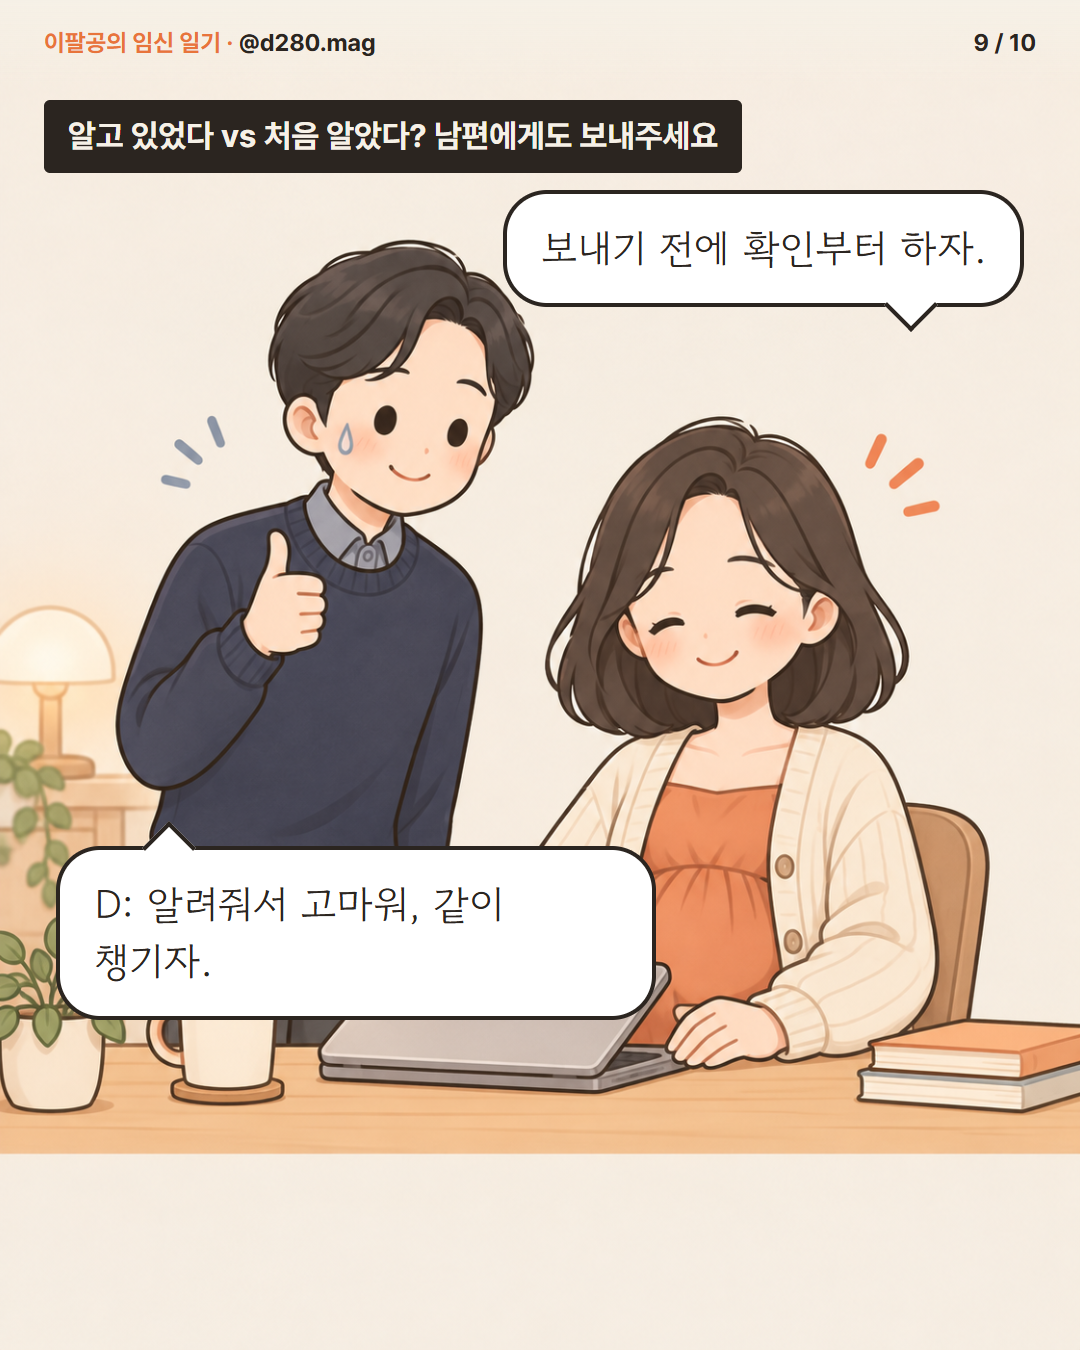 이팔공의 임신 일기 · @d280.mag
9 / 10
알고 있었다 vs 처음 알았다? 남편에게도 보내주세요
보내기 전에 확인부터 하자.
D: 알려줘서 고마워, 같이
챙기자.